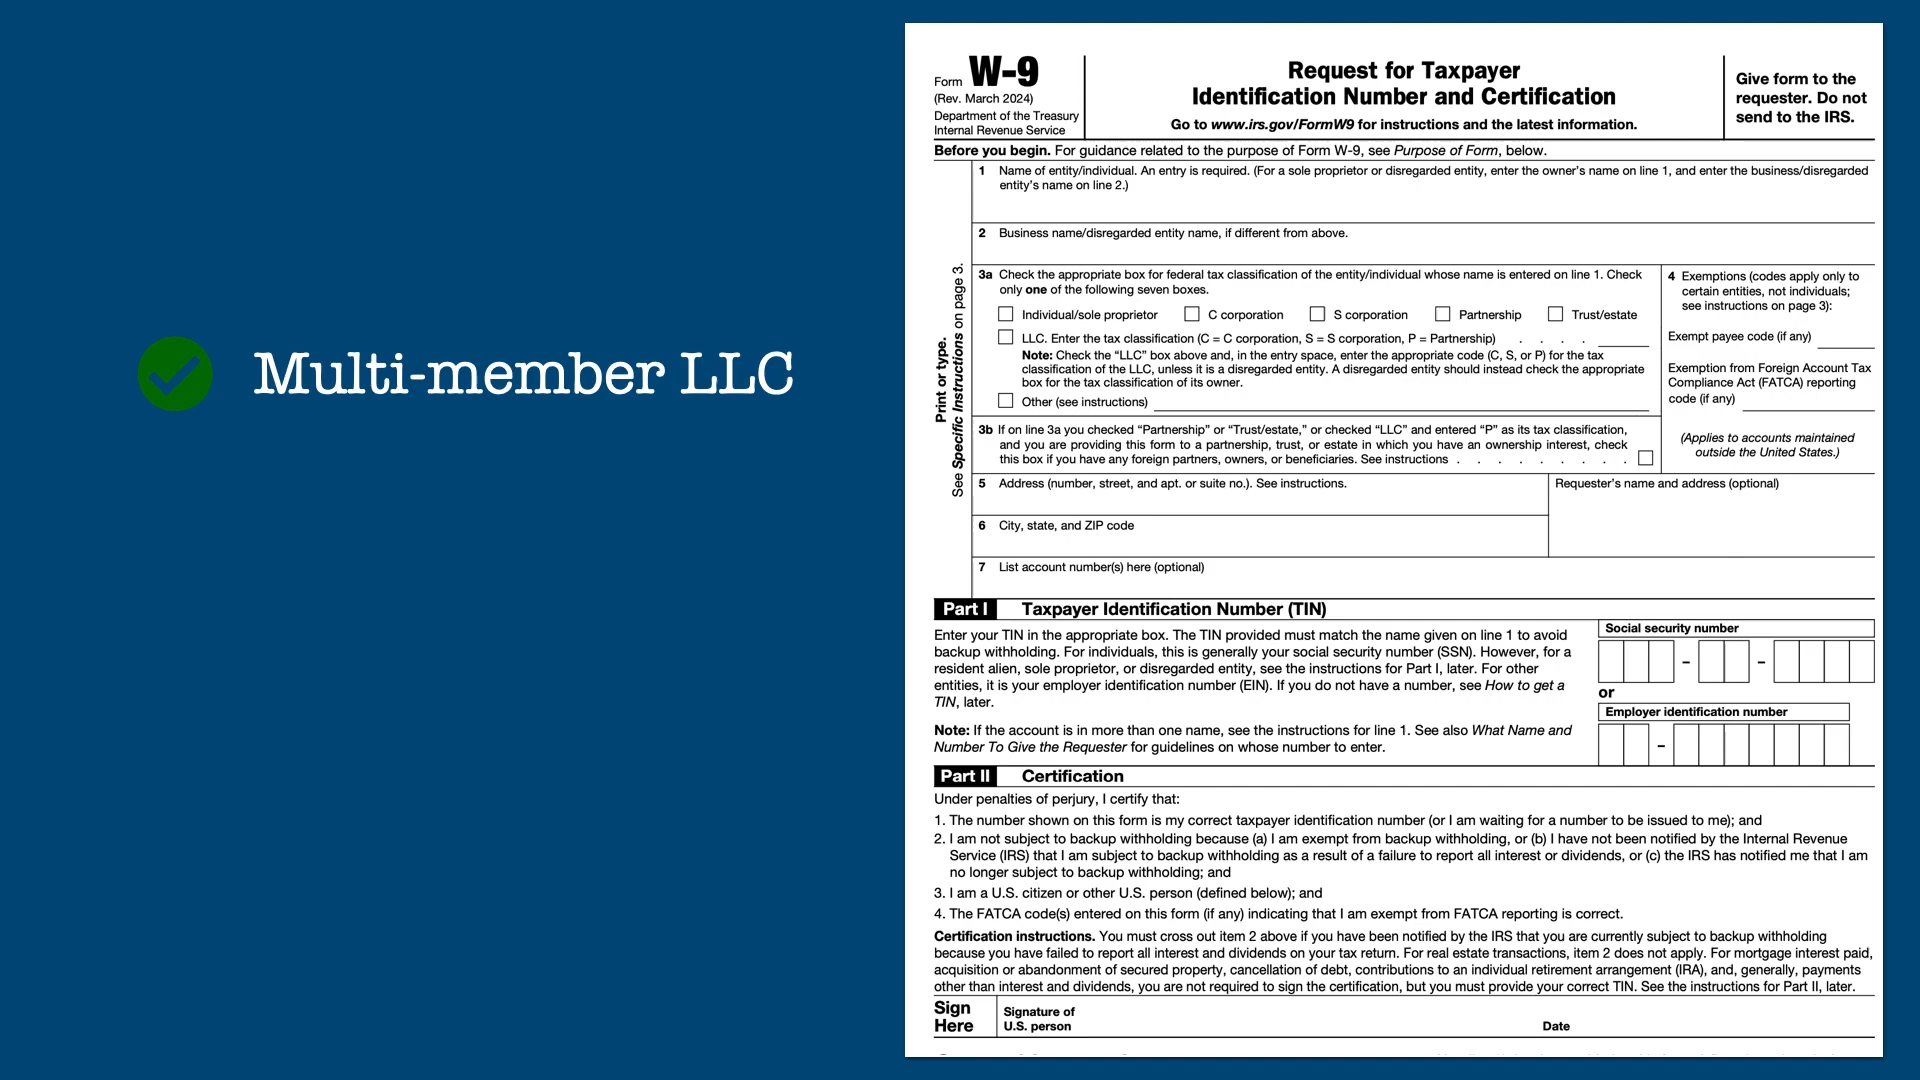 Multi-member LLC
Form W-9
(Rev. March 2024)
Department of the Treasury
Internal Revenue Service
Request for Taxpayer
Identification Number and Certification
Go to www.irs.gov/FormW9 for instructions and the latest information.
Give form to the
requester. Do not
send to the IRS.
Before you begin. For guidance related to the purpose of Form W-9, see Purpose of Form, below.
Print or type.
See Specific Instructions on page 3.
1 Name of entity/individual. An entry is required. (For a sole proprietor or disregarded entity, enter the owner's name on line 1, and enter the business/disregarded
entity's name on line 2.)
2 Business name/disregarded entity name, if different from above.
3a Check the appropriate box for federal tax classification of the entity/individual whose name is entered on line 1. Check
only one of the following seven boxes.
Individual/sole proprietor C corporation S corporation Partnership Trust/estate
LLC. Enter the tax classification (C = C corporation, S = S corporation, P = Partnership) . . . .
Note: Check the “LLC” box above and, in the entry space, enter the appropriate code (C, S, or P) for the tax
classification of the LLC, unless it is a disregarded entity. A disregarded entity should instead check the appropriate
box for the tax classification of its owner.
Other (see instructions)
3b If on line 3a you checked “Partnership” or “Trust/estate,” or checked “LLC” and entered “P” as its tax classification,
and you are providing this form to a partnership, trust, or estate in which you have an ownership interest, check
this box if you have any foreign partners, owners, or beneficiaries. See instructions . . . . . . . . .
4 Exemptions (codes apply only to
certain entities, not individuals;
see instructions on page 3):
Exempt payee code (if any)
Exemption from Foreign Account Tax
Compliance Act (FATCA) reporting
code (if any)
(Applies to accounts maintained
outside the United States.)
5 Address (number, street, and apt. or suite no.). See instructions.
Requester's name and address (optional)
6 City, state, and ZIP code
7 List account number(s) here (optional)
Part I Taxpayer Identification Number (TIN)
Enter your TIN in the appropriate box. The TIN provided must match the name given on line 1 to avoid
backup withholding. For individuals, this is generally your social security number (SSN). However, for a
resident alien, sole proprietor, or disregarded entity, see the instructions for Part I, later. For other
entities, it is your employer identification number (EIN). If you do not have a number, see How to get a
TIN, later.
Note: If the account is in more than one name, see the instructions for line 1. See also What Name and
Number To Give the Requester for guidelines on whose number to enter.
Social security number
– –
or
Employer identification number
–
Part II Certification
Under penalties of perjury, I certify that:
1. The number shown on this form is my correct taxpayer identification number (or I am waiting for a number to be issued to me); and
2. I am not subject to backup withholding because (a) I am exempt from backup withholding, or (b) I have not been notified by the Internal Revenue
Service (IRS) that I am subject to backup withholding as a result of a failure to report all interest or dividends, or (c) the IRS has notified me that I am
no longer subject to backup withholding; and
3. I am a U.S. citizen or other U.S. person (defined below); and
4. The FATCA code(s) entered on this form (if any) indicating that I am exempt from FATCA reporting is correct.
Certification instructions. You must cross out item 2 above if you have been notified by the IRS that you are currently subject to backup withholding
because you have failed to report all interest and dividends on your tax return. For real estate transactions, item 2 does not apply. For mortgage interest paid,
acquisition or abandonment of secured property, cancellation of debt, contributions to an individual retirement arrangement (IRA), and, generally, payments
other than interest and dividends, you are not required to sign the certification, but you must provide your correct TIN. See the instructions for Part II, later.
Sign
Here
Signature of
U.S. person
Date